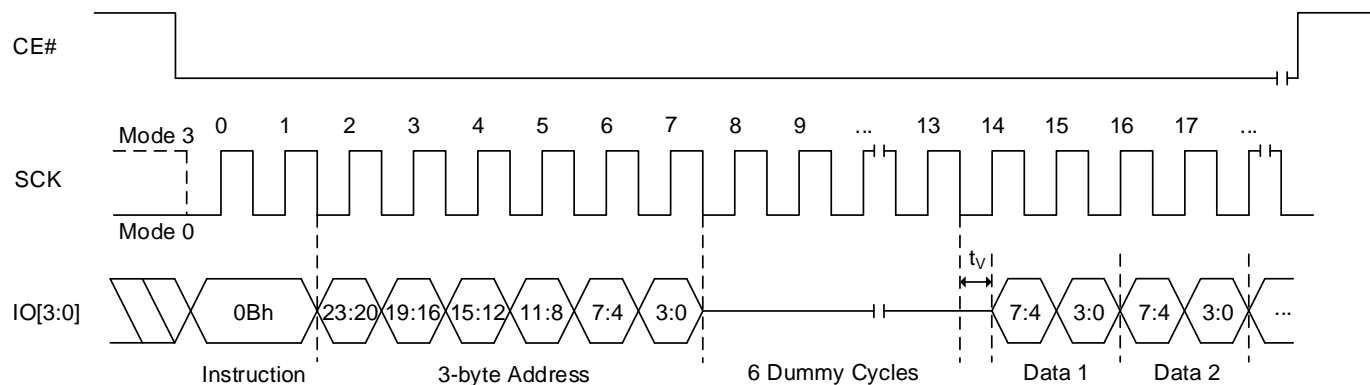 CE#
Mode 3 0 1 2 3 4 5 6 7 8 9 ... 13 14 15 16 17 ...
SCK
Mode 0
tV
IO[3:0] 0Bh 23:20 19:16 15:12 11:8 7:4 3:0 7:4 3:0 7:4 3:0 ...
Instruction 3-byte Address 6 Dummy Cycles Data 1 Data 2